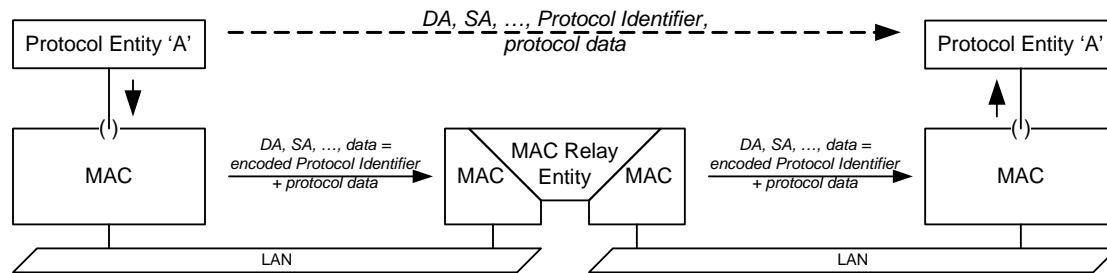 DA, SA, …, Protocol Identifier,
protocol data
Protocol Entity ‘A’
Protocol Entity ‘A’
( )
( )
MAC
DA, SA, …, data =
encoded Protocol Identifier
+ protocol data
MAC
MAC Relay
Entity
MAC
DA, SA, …, data =
encoded Protocol Identifier
+ protocol data
MAC
LAN
LAN